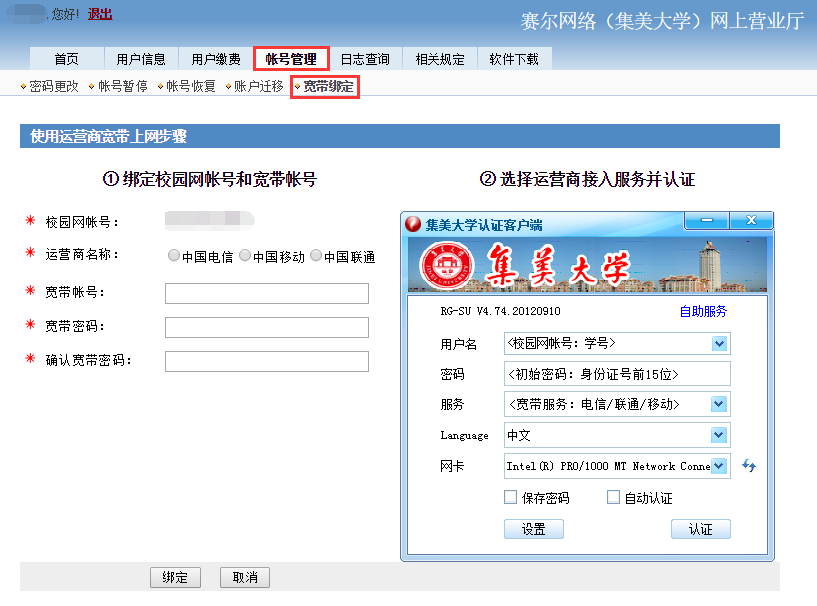 ,您好! 退出
赛尔网络（集美大学）网上营业厅
首页 用户信息 用户缴费 帐号管理 日志查询 相关规定 软件下载
密码更改 帐号暂停 帐号恢复 账户迁移 宽带绑定
使用运营商宽带上网步骤
①绑定校园网帐号和宽带帐号
* 校园网帐号：
* 运营商名称： 中国电信 中国移动 中国联通
* 宽带帐号：
* 宽带密码：
* 确认宽带密码：
②选择运营商接入服务并认证
集美大学认证客户端
集美大学
RG-SU V4.74.20120910 自助服务
用户名 <校园网帐号：学号>
密码 <初始密码：身份证号前15位>
服务 <宽带服务：电信/联通/移动>
Language 中文
网卡 Intel(R) PRO/1000 MT Network Conne
保存密码 自动认证
设置 认证
绑定 取消